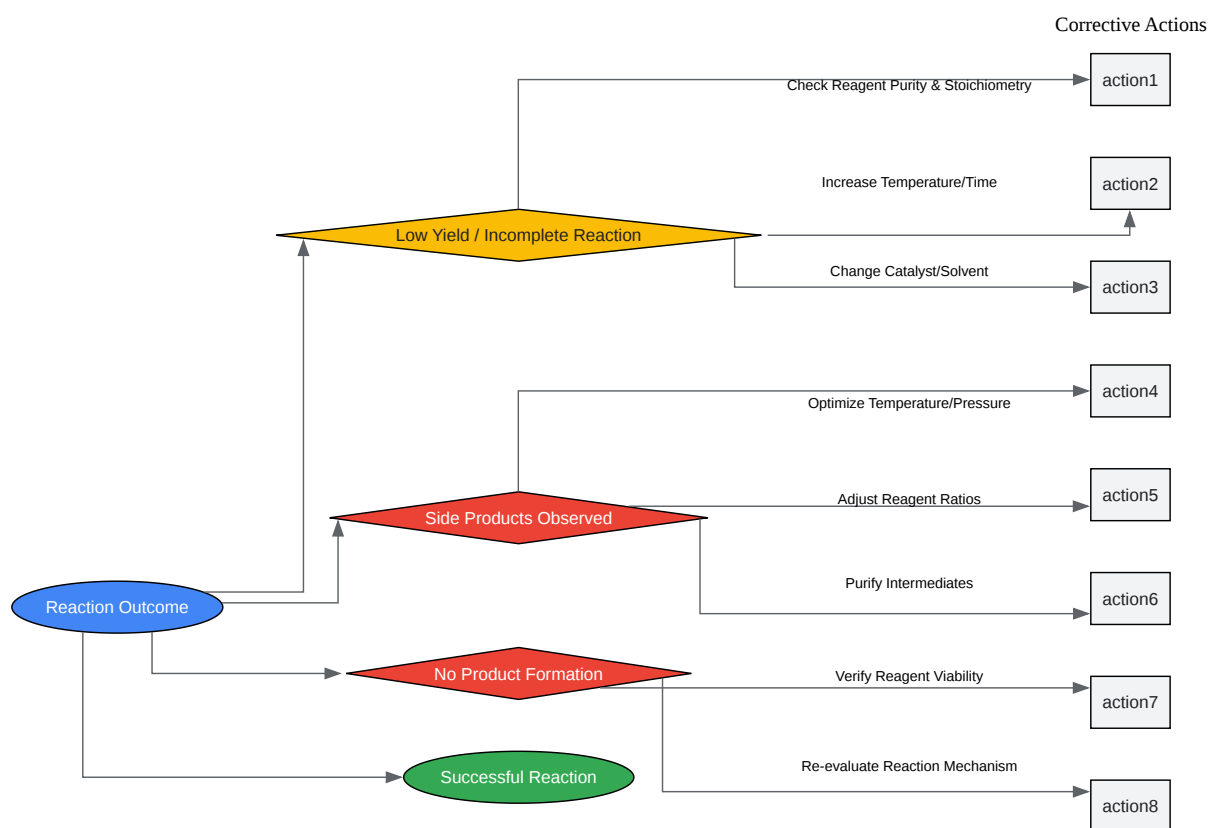 Corrective Actions
Check Reagent Purity & Stoichiometry
action1
Increase Temperature/Time
action2
Low Yield / Incomplete Reaction
Change Catalyst/Solvent
action3
Optimize Temperature/Pressure
action4
Side Products Observed
Adjust Reagent Ratios
action5
Purify Intermediates
action6
Reaction Outcome
No Product Formation
Verify Reagent Viability
action7
Successful Reaction
Re-evaluate Reaction Mechanism
action8